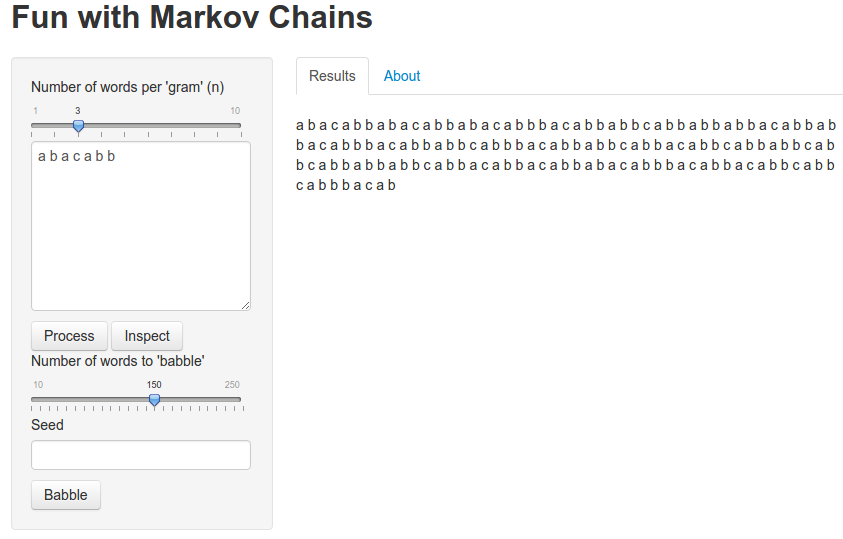 Fun with Markov Chains
Number of words per 'gram' (n)
1 3 10
a b a c a b b
Process Inspect
Number of words to 'babble'
10 150 250
Seed
Babble
Results About
a b a c a b b a b a c a b b a b a c a b b b a c a b b a b b c a b b a b b a b b a c a b b a b
b a c a b b b a c a b b a b b c a b b b a c a b b a c a b b a b b c a b b a c a b b c a b b a b b c a b
b c a b b a b b a b b c a b b a c a b b a c a b b a b a c a b b b a c a b b a c a b b c a b b
c a b b b a c a b